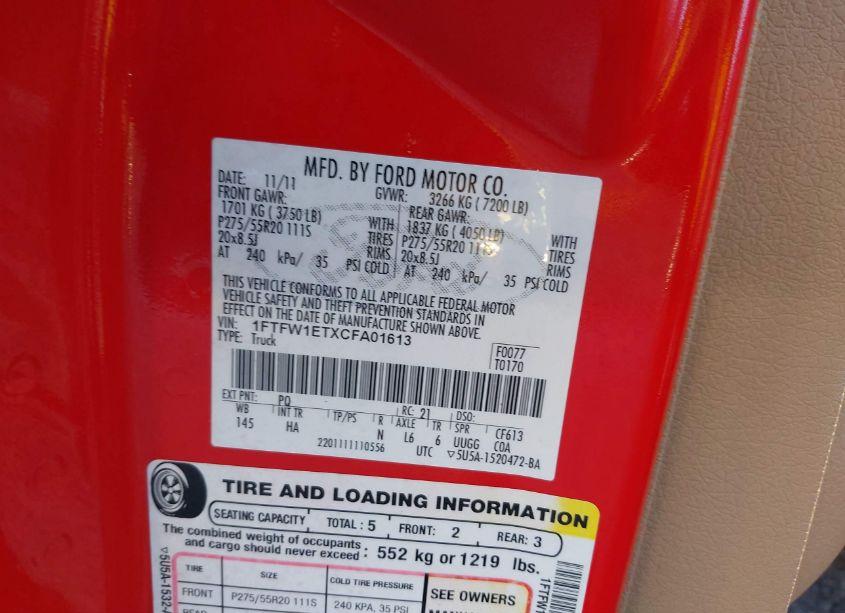 MFD. BY FORD MOTOR CO.
DATE: 11/11 GVWR: 3266 KG ( 7200 LB)
FRONT GAWR: REAR GAWR:
1701 KG ( 3750 LB) WITH 1837 KG ( 4050 LB) WITH
P275/55R20 111S TIRES P275/55R20 111S TIRES
20x8.5J RIMS 20x8.5J RIMS
AT 240 kPa/ 35 PSI COLD AT 240 kPa/ 35 PSI COLD
THIS VEHICLE CONFORMS TO ALL APPLICABLE FEDERAL MOTOR
VEHICLE SAFETY AND THEFT PREVENTION STANDARDS IN
EFFECT ON THE DATE OF MANUFACTURE SHOWN ABOVE.
VIN: 1FTFW1ETXCFA01613
TYPE: Truck
F0077
T0170
EXT PNT: PQ RC: 21 DSO:
WB INT TR TP/PS R AXLE TR SPR CF613
145 HA N L6 6 UUGG COA
2201111110556 UTC ▽5U5A-1520472-BA
TIRE AND LOADING INFORMATION
SEATING CAPACITY TOTAL : 5 FRONT: 2 REAR: 3
The combined weight of occupants
and cargo should never exceed : 552 kg or 1219 lbs.
TIRE SIZE COLD TIRE PRESSURE
FRONT P275/55R20 111S 240 KPA, 35 PSI
SEE OWNERS
▽5U5A-1532
1FTFW